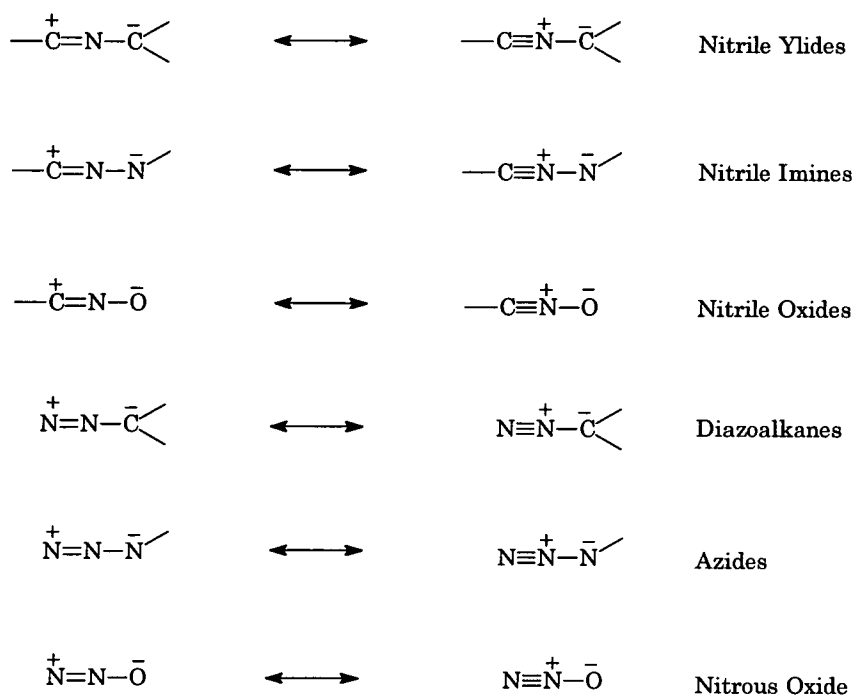 C=N–C + − C≡N–C + − Nitrile Ylides
C=N–N + − C≡N–N + − Nitrile Imines
C=N–O + − C≡N–O + − Nitrile Oxides
N=N–C + − N≡N–C + − Diazoalkanes
N=N–N + − N≡N–N + − Azides
N=N–O + − N≡N–O + − Nitrous Oxide